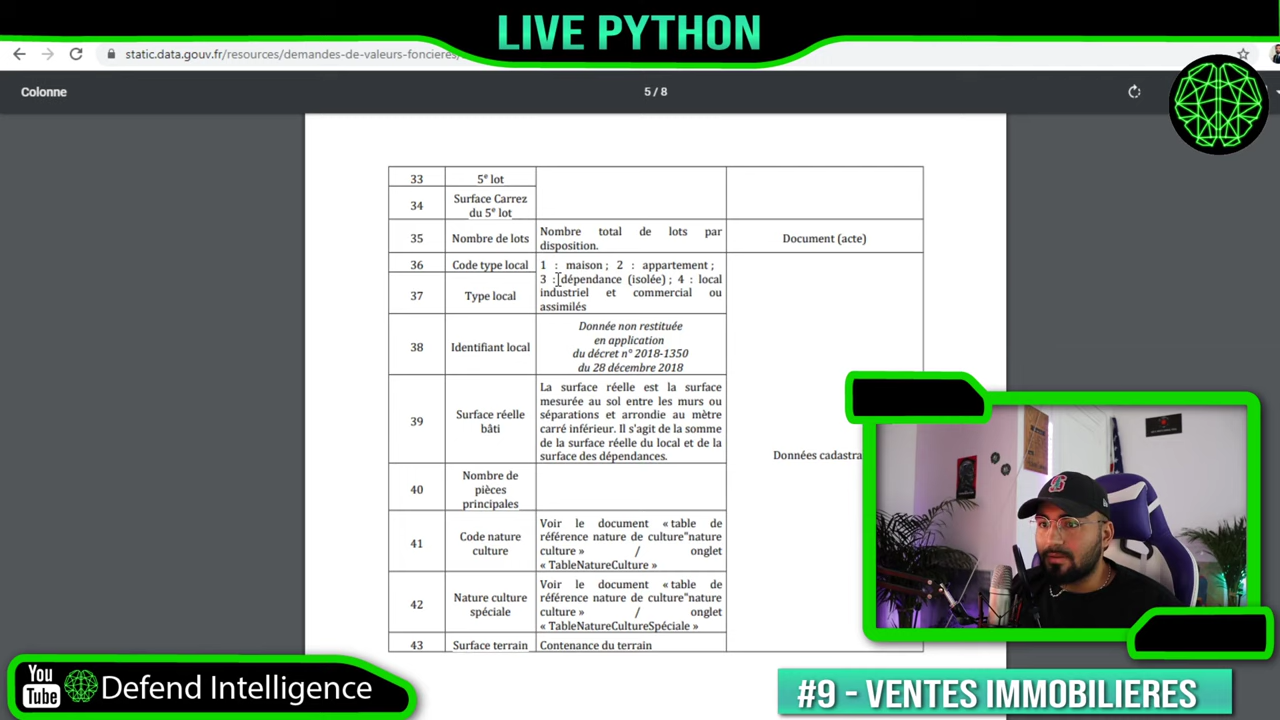 LIVE PYTHON
static.data.gouv.fr/resources/demandes-de-valeurs-foncieres/
Colonne
5 / 8
33
5e lot
34
Surface Carrez
du 5e lot
35
Nombre de lots
Nombre total de lots par
disposition.
Document (acte)
36
Code type local
37
Type local
1 : maison ; 2 : appartement ;
3 : dépendance (isolée) ; 4 : local
industriel et commercial ou
assimilés
38
Identifiant local
Donnée non restituée
en application
du décret n° 2018-1350
du 28 décembre 2018
39
Surface réelle
bâti
La surface réelle est la surface
mesurée au sol entre les murs ou
séparations et arrondie au mètre
carré inférieur. Il s'agit de la somme
de la surface réelle du local et de la
surface des dépendances.
Données cadastra
40
Nombre de
pièces
principales
41
Code nature
culture
Voir le document « table de
référence nature de culture"nature
culture » / onglet
« TableNatureCulture »
42
Nature culture
spéciale
Voir le document « table de
référence nature de culture"nature
culture » / onglet
« TableNatureCultureSpéciale »
43
Surface terrain
Contenance du terrain
You
Tube
Defend Intelligence
#9 - VENTES IMMOBILIERES